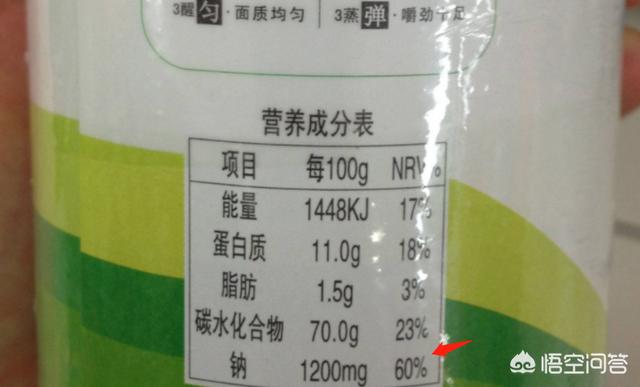 3醒匀·面质均匀 3蒸弹·嚼劲十足
营养成分表
项目 每100g NRV%
能量 1448KJ 17%
蛋白质 11.0g 18%
脂肪 1.5g 3%
碳水化合物 70.0g 23%
钠 1200mg 60%
悟空问答